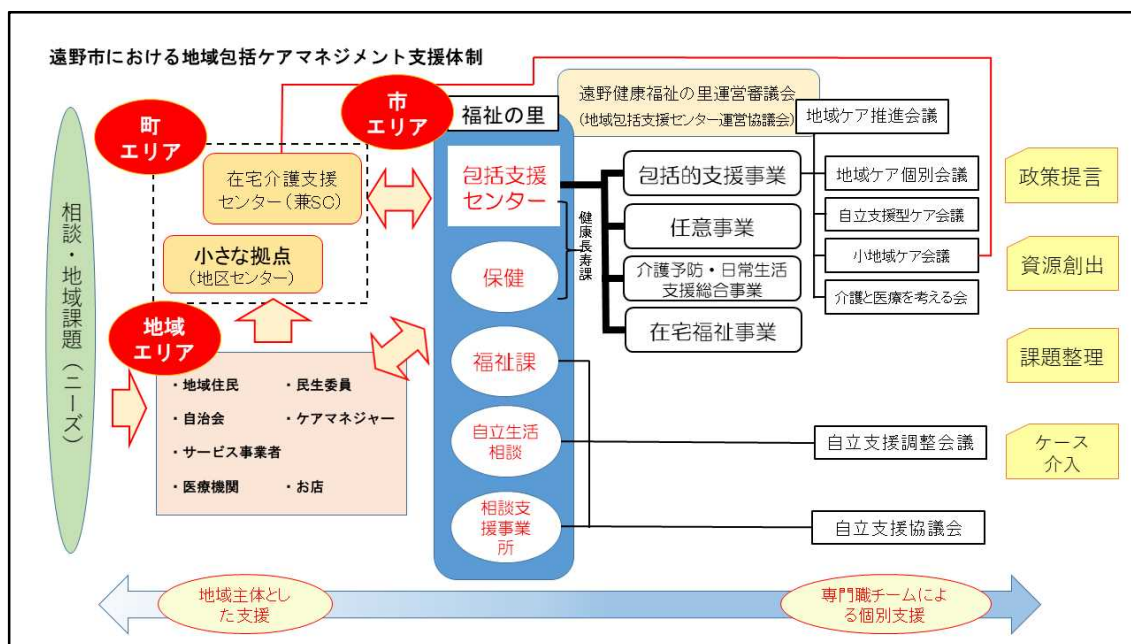 遠野市における地域包括ケアマネジメント支援体制
市
エリア
町
エリア
地域
エリア
相談・地域課題(ニーズ)
在宅介護支援
センター(兼SC)
小さな拠点
(地区センター)
・地域住民
・民生委員
・自治会
・ケアマネジャー
・サービス事業者
・医療機関
・お店
福祉の里
包括支援
センター
保健
健康長寿課
福祉課
自立生活
相談
相談支
援事業
所
遠野健康福祉の里運営審議会
(地域包括支援センター運営協議会)
包括的支援事業
任意事業
介護予防・日常生活
支援総合事業
在宅福祉事業
地域ケア推進会議
地域ケア個別会議
自立支援型ケア会議
小地域ケア会議
介護と医療を考える会
自立支援調整会議
自立支援協議会
政策提言
資源創出
課題整理
ケース
介入
地域主体とし
た支援
専門職チームによ
る個別支援